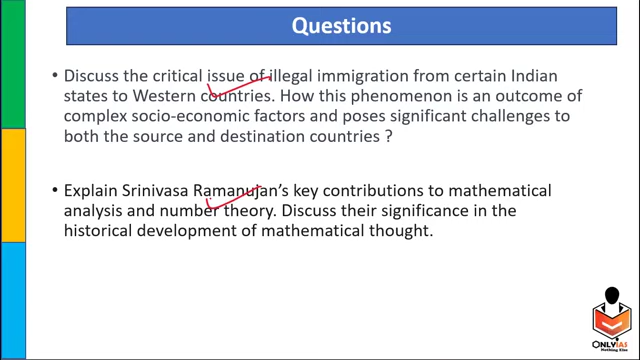 Questions
Discuss the critical issue of illegal immigration from certain Indian
states to Western countries. How this phenomenon is an outcome of
complex socio-economic factors and poses significant challenges to
both the source and destination countries ?
Explain Srinivasa Ramanujan's key contributions to mathematical
analysis and number theory. Discuss their significance in the
historical development of mathematical thought.
ONLYIAS
Nothing Else